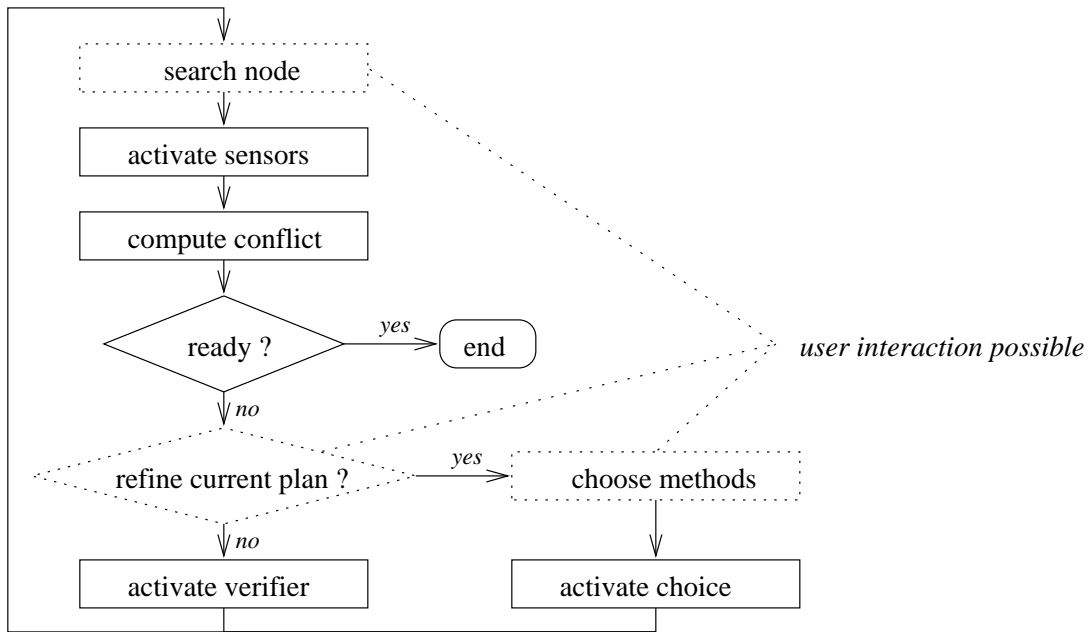 search node
activate sensors
compute conflict
ready ?
yes
end
user interaction possible
no
refine current plan ?
yes
choose methods
no
activate verifier
activate choice